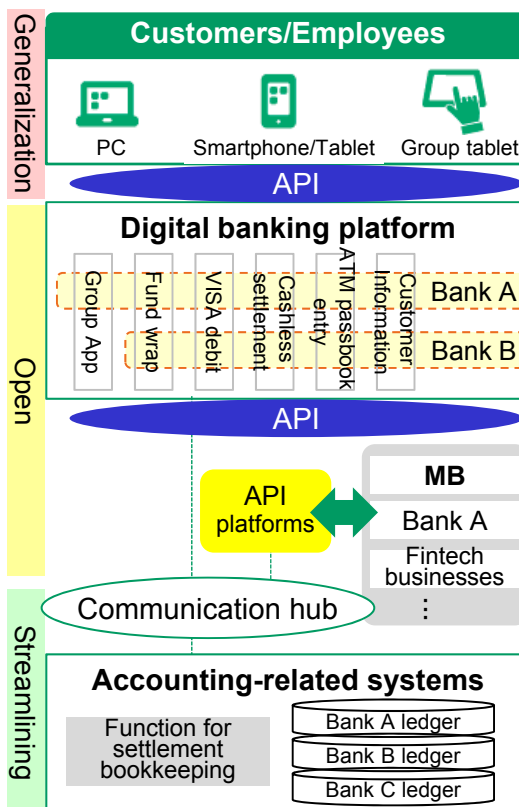 Generalization
Customers/Employees
PC
Smartphone/Tablet
Group tablet
API
Open
Digital banking platform
Group App
Fund wrap
VISA debit
Cashless
settlement
ATM passbook
entry
Customer
Information
Bank A
Bank B
API
API
platforms
MB
Bank A
Fintech
businesses
⋮
Communication hub
Streamlining
Accounting-related systems
Function for
settlement
bookkeeping
Bank A ledger
Bank B ledger
Bank C ledger